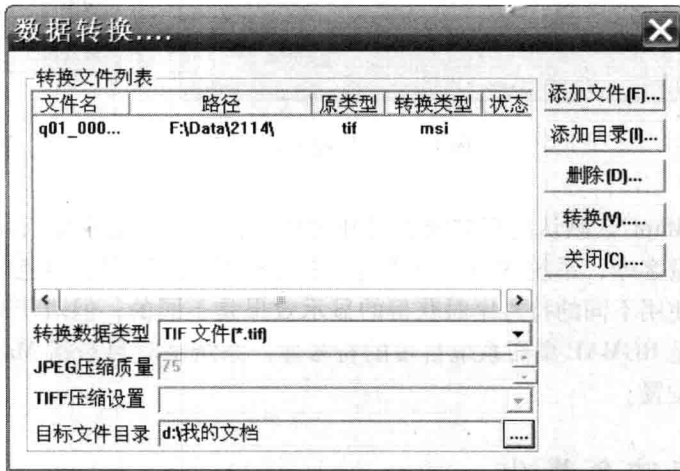 数据转换....
转换文件列表
文件名 路径 原类型 转换类型 状态
q01_000... F:\Data\2114\ tif msi
添加文件(F)...
添加目录(I)...
删除(D)...
转换(V).....
关闭(C)....
转换数据类型 TIF 文件(*.tif)
JPEG压缩质量 75
TIFF压缩设置
目标文件目录 d:\我的文档 ....